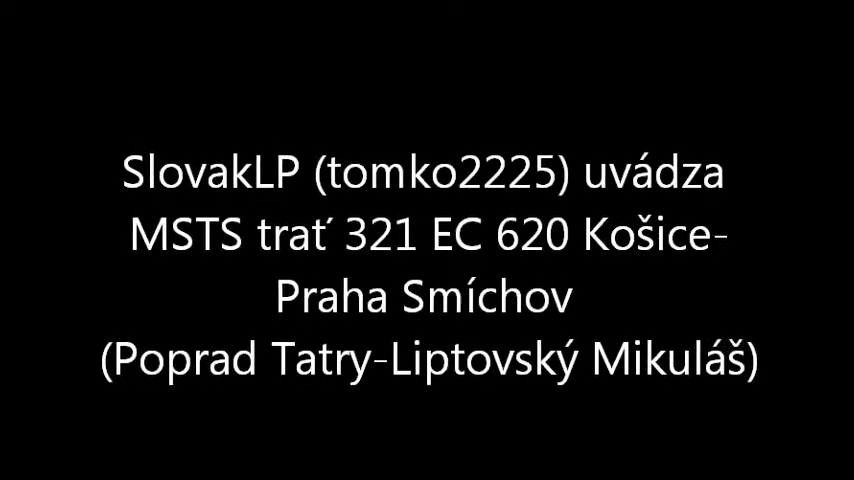 SlovakLP (tomko2225) uvádza
MSTS trať 321 EC 620 Košice-
Praha Smíchov
(Poprad Tatry-Liptovský Mikuláš)